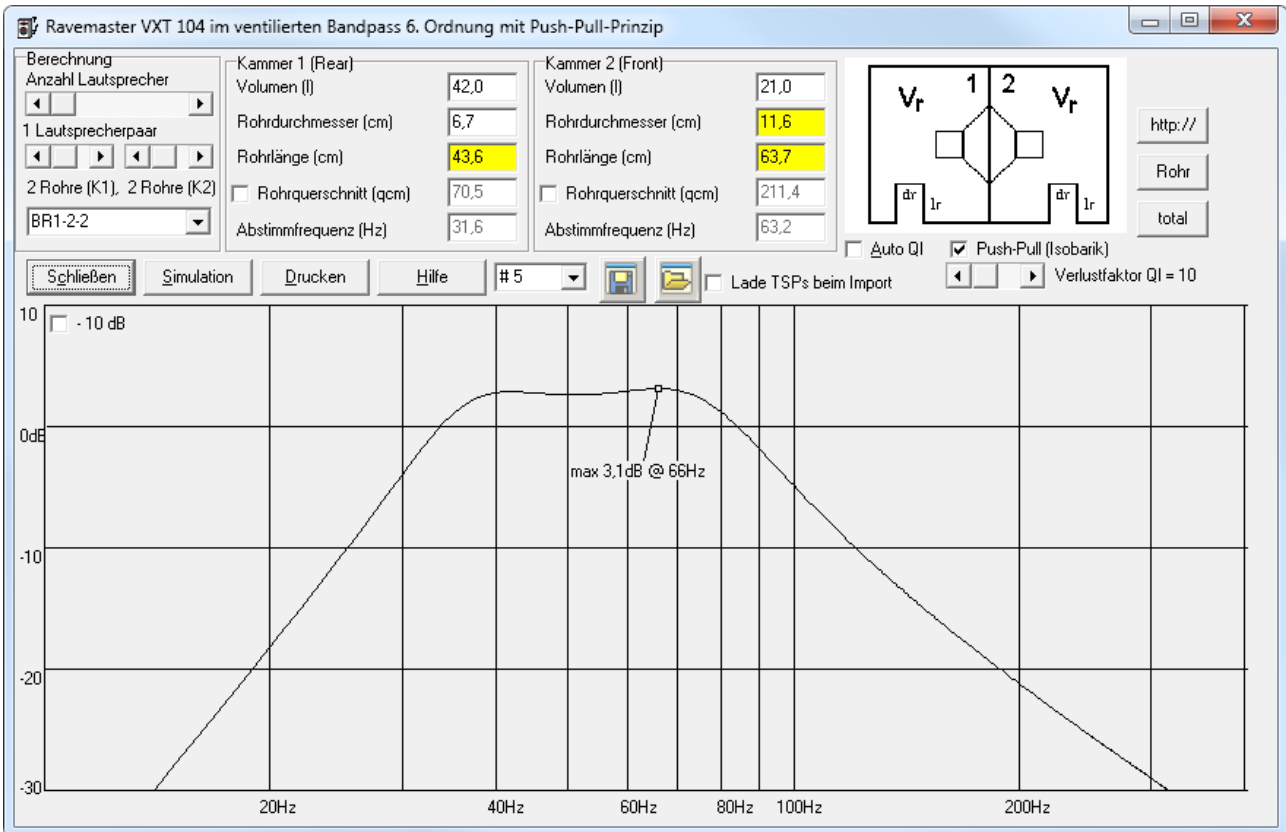 Ravemaster VXT 104 im ventilierten Bandpass 6. Ordnung mit Push-Pull-Prinzip
Berechnung
Anzahl Lautsprecher
1 Lautsprecherpaar
2 Rohre (K1), 2 Rohre (K2)
BR1-2-2
Kammer 1 (Rear)
Volumen (l) 42,0
Rohrdurchmesser (cm) 6,7
Rohrlänge (cm) 43,6
Rohrquerschnitt (qcm) 70,5
Abstimmfrequenz (Hz) 31,6
Kammer 2 (Front)
Volumen (l) 21,0
Rohrdurchmesser (cm) 11,6
Rohrlänge (cm) 63,7
Rohrquerschnitt (qcm) 211,4
Abstimmfrequenz (Hz) 63,2
Vr 1 2 Vr
dr lr dr lr
http://
Rohr
total
Auto Ql Push-Pull (Isobarik)
Schließen Simulation Drucken Hilfe # 5 Lade TSPs beim Import Verlustfaktor Ql = 10
10 - 10 dB
0dB
max 3,1dB @ 66Hz
-10
-20
-30
20Hz 40Hz 60Hz 80Hz 100Hz 200Hz